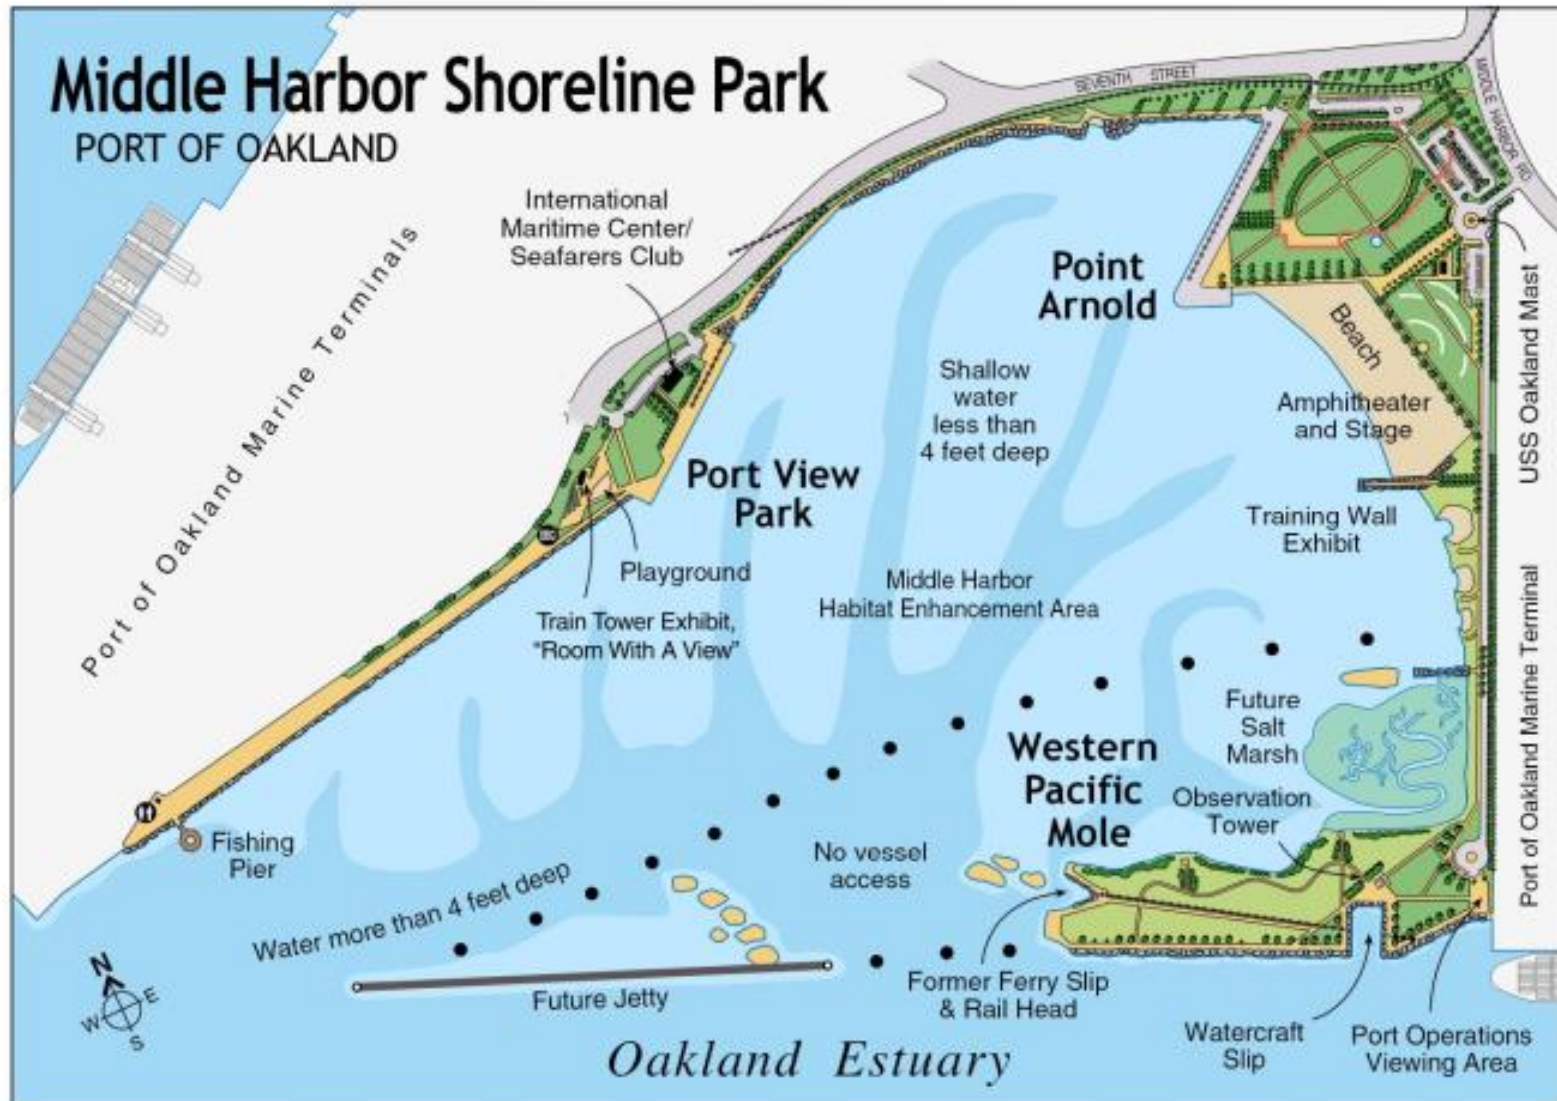 Middle Harbor Shoreline Park
PORT OF OAKLAND
SEVENTH STREET
MIDDLE HARBOR RD
International
Maritime Center/
Seafarers Club
Port of Oakland Marine Terminals
Point
Arnold
Beach
USS Oakland Mast
Shallow
water
less than
4 feet deep
Amphitheater
and Stage
Port View
Park
Training Wall
Exhibit
Playground
Middle Harbor
Habitat Enhancement Area
Train Tower Exhibit,
"Room With A View"
Port of Oakland Marine Terminal
Future
Salt
Marsh
Western
Pacific
Mole
Observation
Tower
Fishing
Pier
No vessel
access
Water more than 4 feet deep
Future Jetty
Former Ferry Slip
& Rail Head
Watercraft
Slip
Port Operations
Viewing Area
N
E
W
S
Oakland Estuary